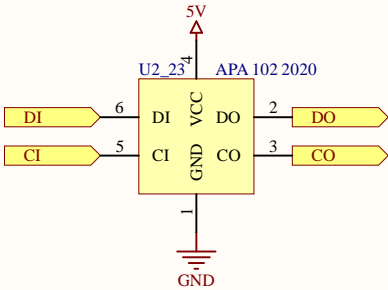 5V
4
U2_23 APA 102 2020
DI 6 DI VCC DO 2 DO
CI 5 CI GND CO 3 CO
1
GND